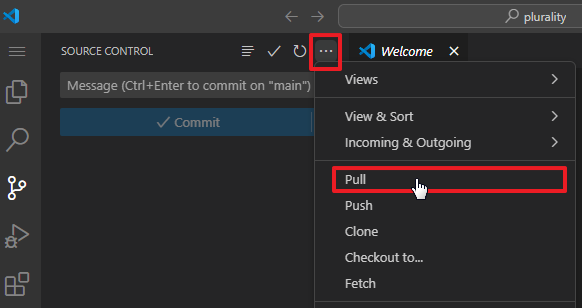 plurality
SOURCE CONTROL
Welcome
Message (Ctrl+Enter to commit on "main")
Commit
Views
View & Sort
Incoming & Outgoing
Pull
Push
Clone
Checkout to...
Fetch